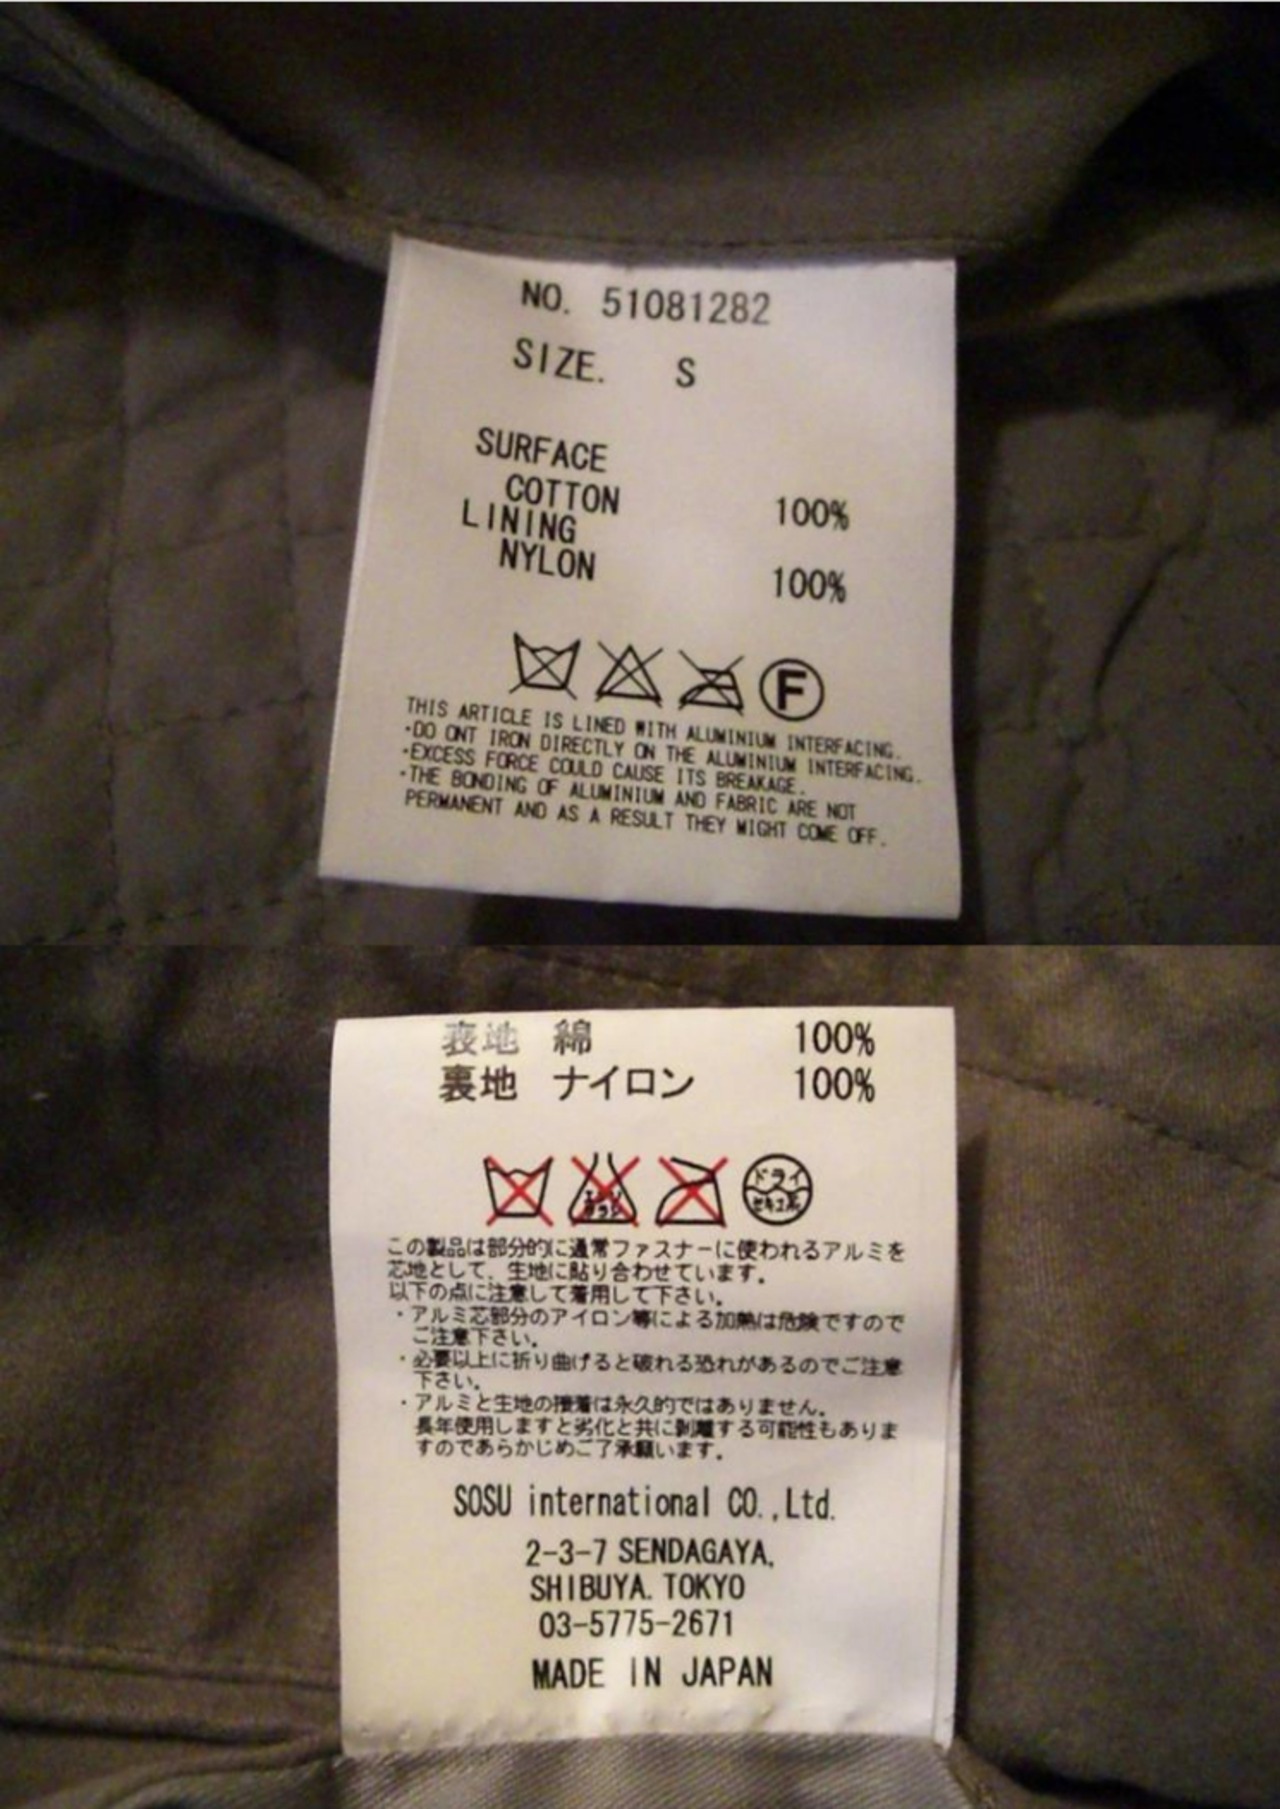 NO. 51081282
SIZE. S
SURFACE
COTTON 100%
LINING
NYLON 100%
F
THIS ARTICLE IS LINED WITH ALUMINIUM INTERFACING.
·DO ONT IRON DIRECTLY ON THE ALUMINIUM INTERFACING.
·EXCESS FORCE COULD CAUSE ITS BREAKAGE.
·THE BONDING OF ALUMINIUM AND FABRIC ARE NOT
PERMANENT AND AS A RESULT THEY MIGHT COME OFF.
表地 綿 100%
裏地 ナイロン 100%
エンソ
サラシ
ドライ
セキユ系
この製品は部分的に通常ファスナーに使われるアルミを
芯地として、生地に貼り合わせています。
以下の点に注意して着用して下さい。
・アルミ芯部分のアイロン等による加熱は危険ですので
ご注意下さい。
・必要以上に折り曲げると破れる恐れがあるのでご注意
下さい。
・アルミと生地の接着は永久的ではありません。
長年使用しますと劣化と共に剥離する可能性もありま
すのであらかじめご了承願います。
SOSU international CO.,Ltd.
2-3-7 SENDAGAYA,
SHIBUYA. TOKYO
03-5775-2671
MADE IN JAPAN